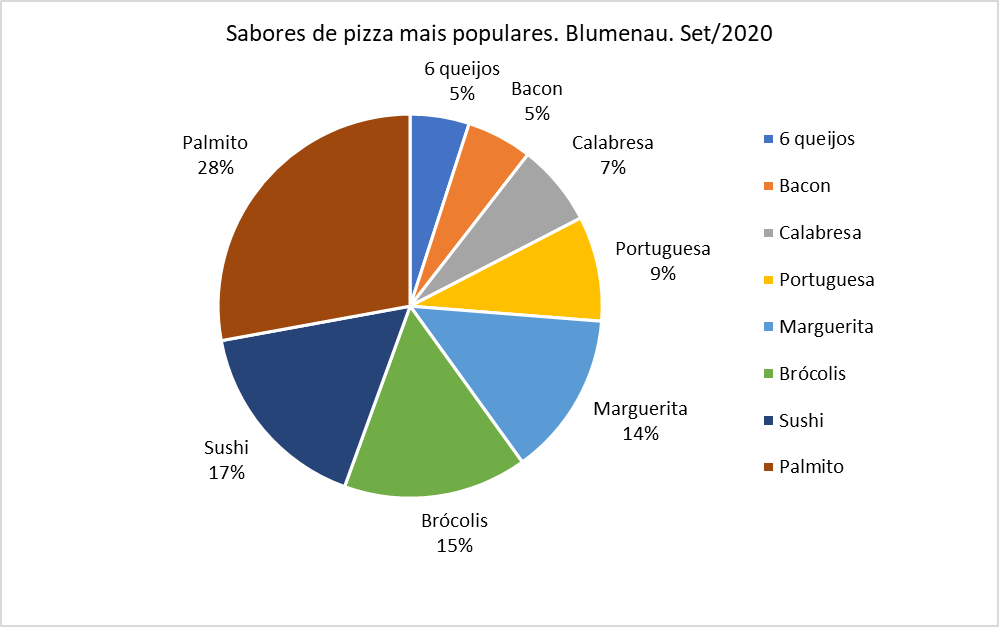 Sabores de pizza mais populares. Blumenau. Set/2020
6 queijos
5%
Bacon
5%
Calabresa
7%
Portuguesa
9%
Marguerita
14%
Brócolis
15%
Sushi
17%
Palmito
28%
6 queijos
Bacon
Calabresa
Portuguesa
Marguerita
Brócolis
Sushi
Palmito